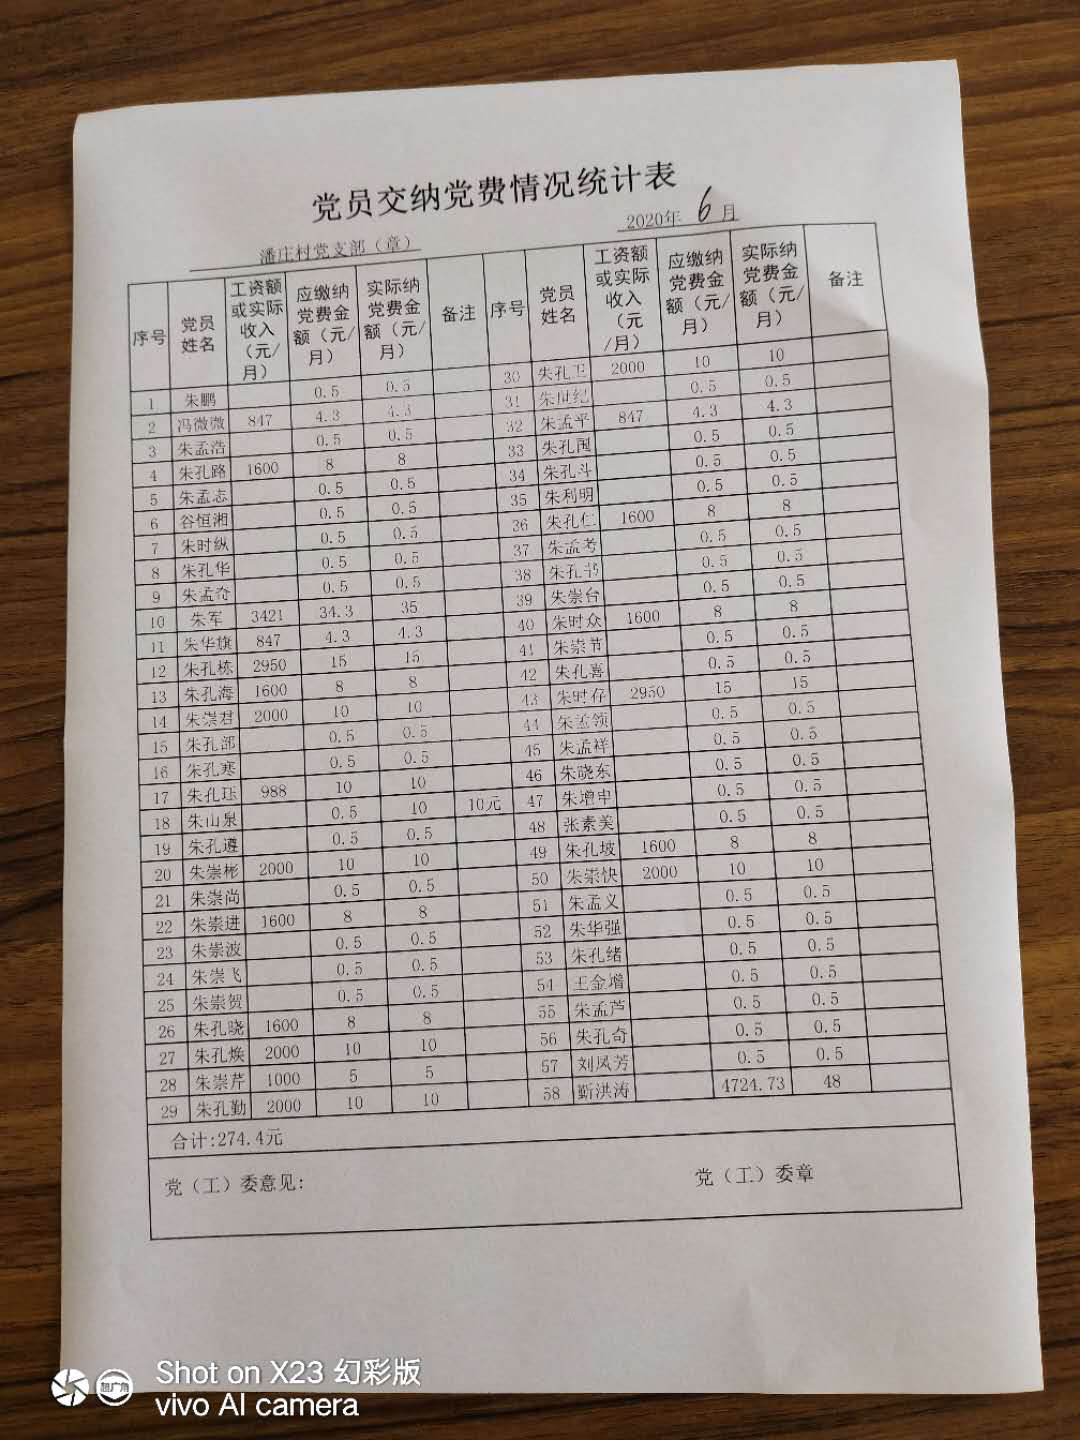 党员交纳党费情况统计表
潘庄村党支部（章） 2020年 6 月
序号 党员姓名 工资额或实际收入（元/月） 应缴纳党费金额（元/月） 实际纳党费金额（元/月） 备注 序号 党员姓名 工资额或实际收入（元/月） 应缴纳党费金额（元/月） 实际纳党费金额（元/月） 备注
1 朱鹏 0.5 0.5 30 朱孔卫 2000 10 10
2 冯微微 847 4.3 4.3 31 朱世纪 0.5 0.5
3 朱孟浩 0.5 0.5 32 朱孟平 847 4.3 4.3
4 朱孔路 1600 8 8 33 朱孔国 0.5 0.5
5 朱孟志 0.5 0.5 34 朱孔斗 0.5 0.5
6 谷恒湘 0.5 0.5 35 朱利明 0.5 0.5
7 朱时纵 0.5 0.5 36 朱孔仁 1600 8 8
8 朱孔华 0.5 0.5 37 朱孟考 0.5 0.5
9 朱孟奇 0.5 0.5 38 朱孔书 0.5 0.5
10 朱军 3421 34.3 35 39 朱崇台 0.5 0.5
11 朱华旗 847 4.3 4.3 40 朱时众 1600 8 8
12 朱孔栋 2950 15 15 41 朱崇节 0.5 0.5
13 朱孔海 1600 8 8 42 朱孔喜 0.5 0.5
14 朱崇君 2000 10 10 43 朱时存 2950 15 15
15 朱孔部 0.5 0.5 44 朱孟领 0.5 0.5
16 朱孔寒 0.5 0.5 45 朱孟祥 0.5 0.5
17 朱孔珏 988 10 10 46 朱晓东 0.5 0.5
18 朱山泉 0.5 10 10元 47 朱增申 0.5 0.5
19 朱孔遵 0.5 0.5 48 张素美 0.5 0.5
20 朱崇彬 2000 10 10 49 朱孔坡 1600 8 8
21 朱崇尚 0.5 0.5 50 朱崇快 2000 10 10
22 朱崇进 1600 8 8 51 朱孟义 0.5 0.5
23 朱崇波 0.5 0.5 52 朱华强 0.5 0.5
24 朱崇飞 0.5 0.5 53 朱孔绪 0.5 0.5
25 朱崇贺 0.5 0.5 54 王金增 0.5 0.5
26 朱孔晓 1600 8 8 55 朱孟芦 0.5 0.5
27 朱孔焕 2000 10 10 56 朱孔奇 0.5 0.5
28 朱崇芹 1000 5 5 57 刘凤芳 0.5 0.5
29 朱孔勤 2000 10 10 58 靳洪涛 4724.73 48
合计:274.4元
党（工）委意见: 党（工）委章
超广角
Shot on X23 幻彩版
vivo AI camera